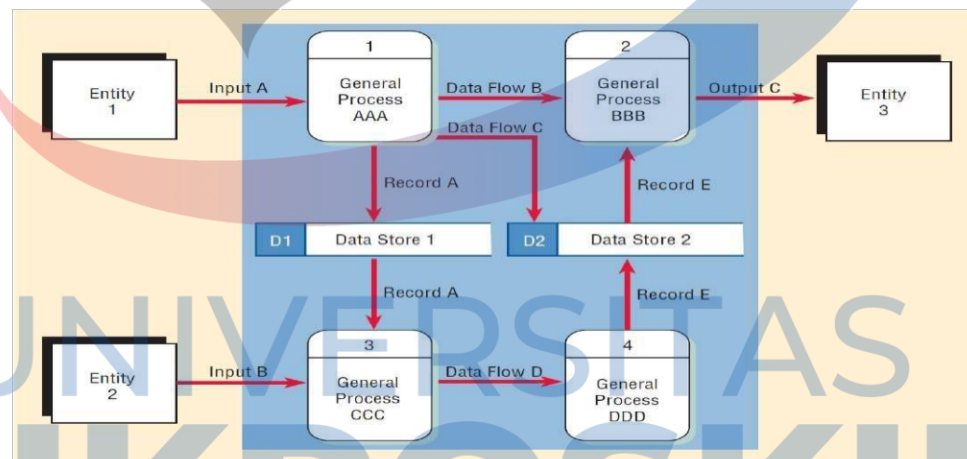 1
2
Entity
1
Input A
General
Process
AAA
Data Flow B
General
Process
BBB
Output C
Entity
3
Data Flow C
Record A
Record E
D1
Data Store 1
D2
Data Store 2
Record A
Record E
3
4
Entity
2
Input B
General
Process
CCC
Data Flow D
General
Process
DDD
UNIVERSITAS
MIKROSKIL